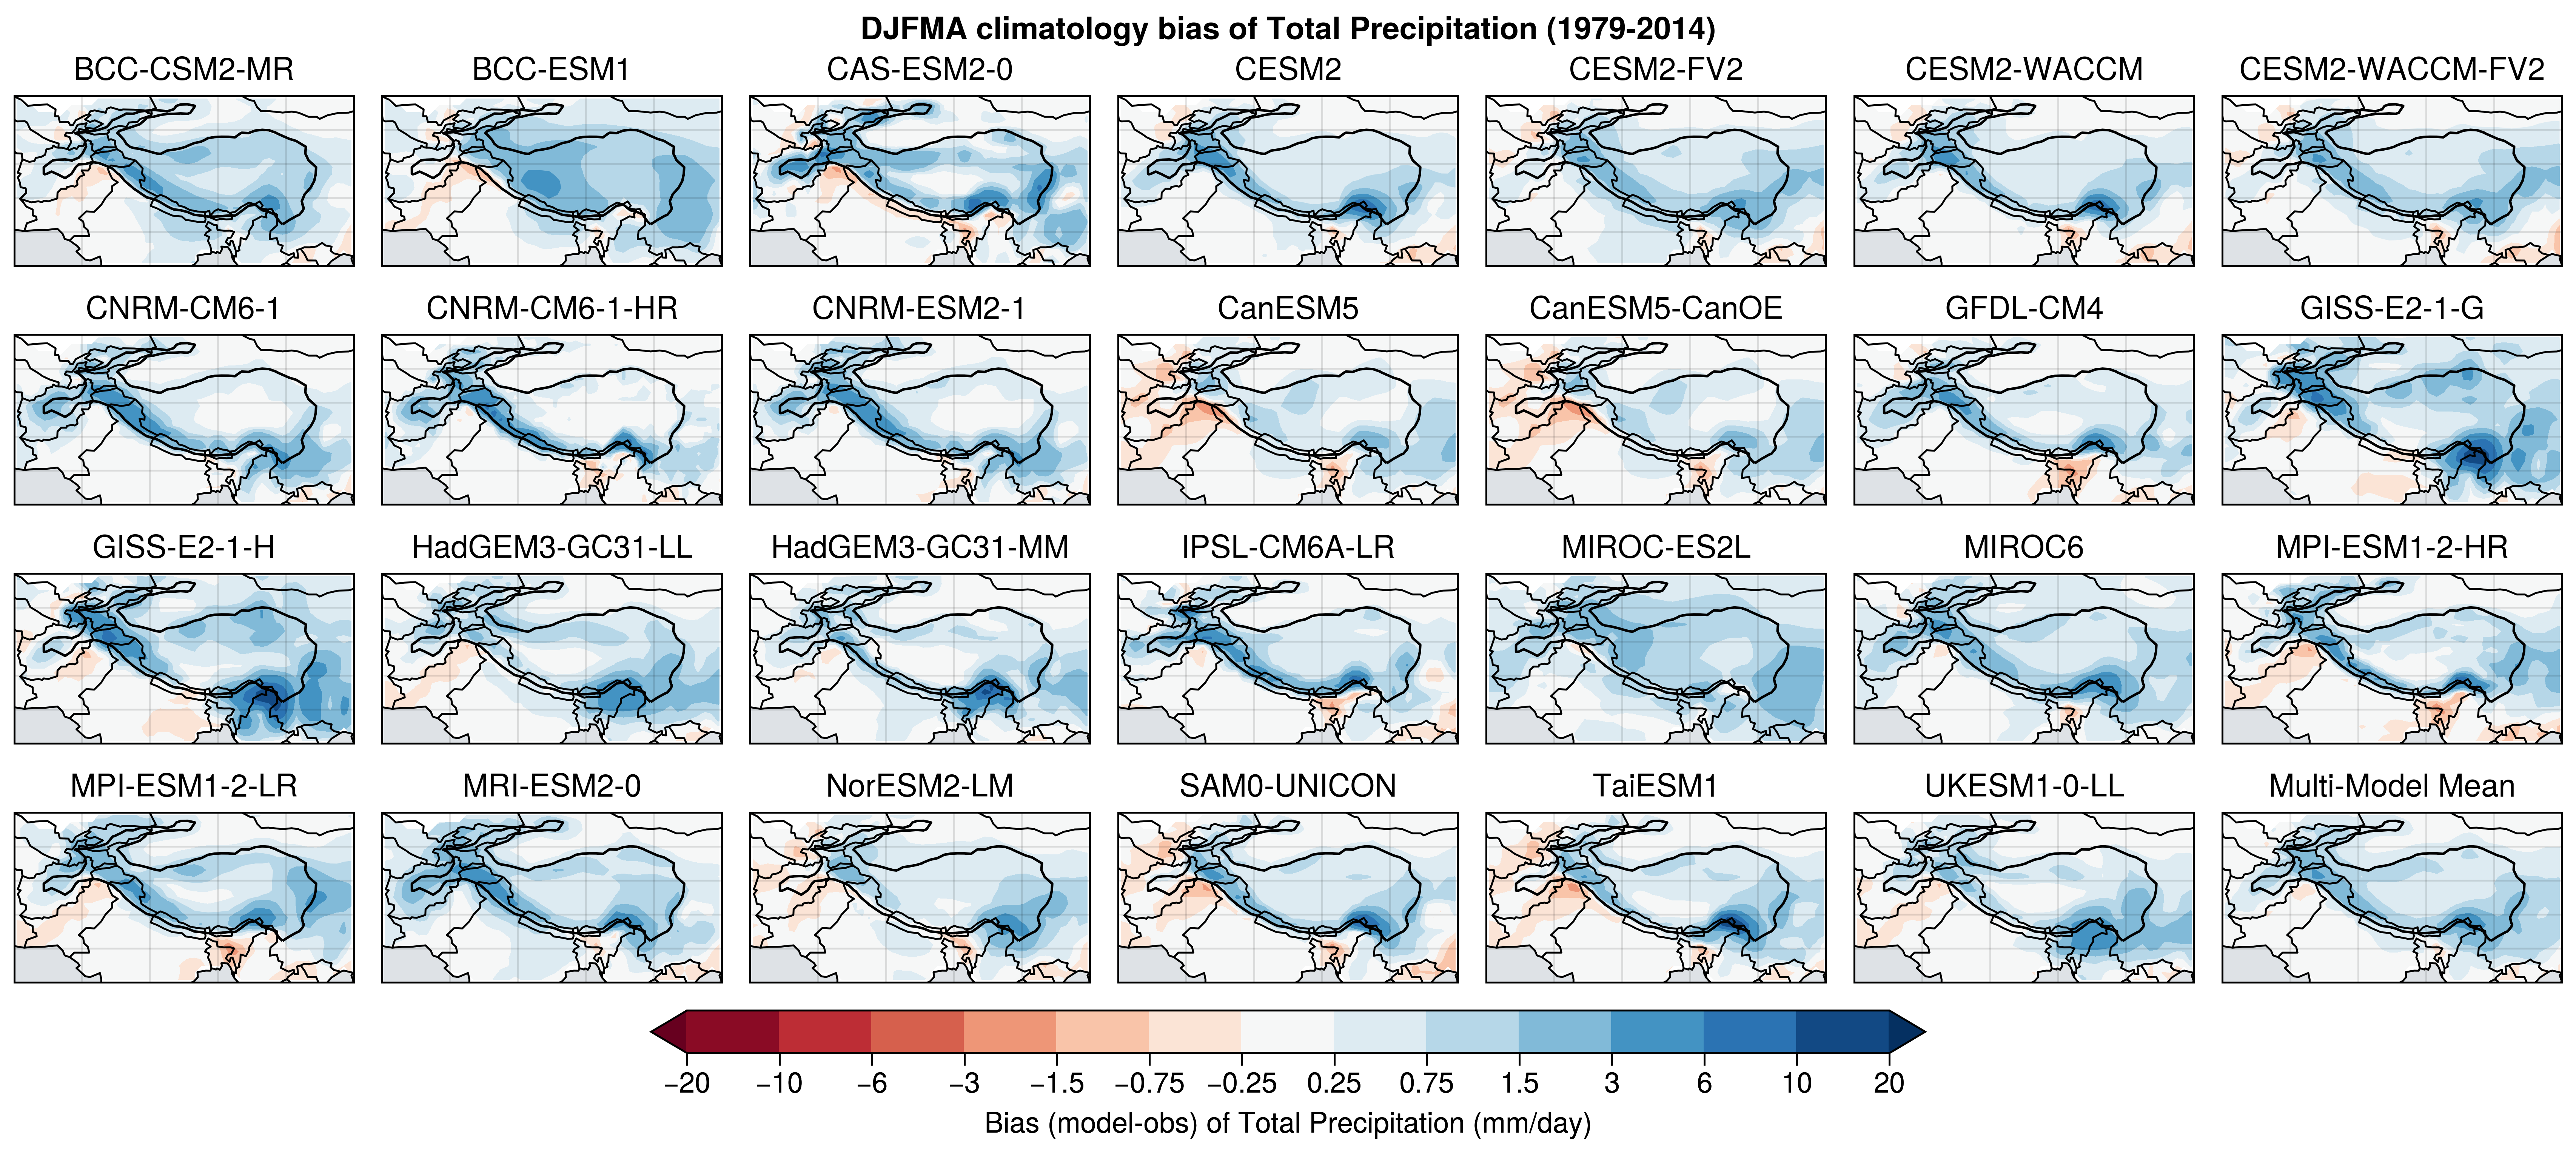 DJFMA climatology bias of Total Precipitation (1979-2014)
BCC-CSM2-MR BCC-ESM1 CAS-ESM2-0 CESM2 CESM2-FV2 CESM2-WACCM CESM2-WACCM-FV2
CNRM-CM6-1 CNRM-CM6-1-HR CNRM-ESM2-1 CanESM5 CanESM5-CanOE GFDL-CM4 GISS-E2-1-G
GISS-E2-1-H HadGEM3-GC31-LL HadGEM3-GC31-MM IPSL-CM6A-LR MIROC-ES2L MIROC6 MPI-ESM1-2-HR
MPI-ESM1-2-LR MRI-ESM2-0 NorESM2-LM SAM0-UNICON TaiESM1 UKESM1-0-LL Multi-Model Mean
−20 −10 −6 −3 −1.5 −0.75 −0.25 0.25 0.75 1.5 3 6 10 20
Bias (model-obs) of Total Precipitation (mm/day)